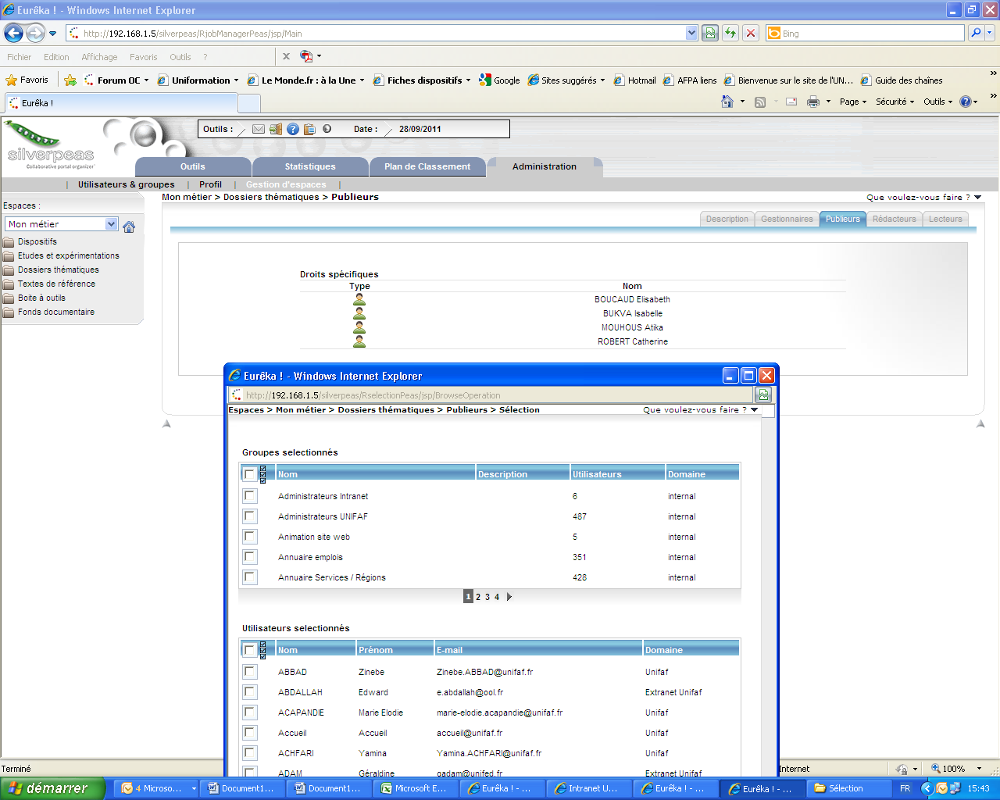 Eurêka ! - Windows Internet Explorer
http://192.168.1.5/silverpeas/RjobManagerPeas/jsp/Main
Bing
Fichier Edition Affichage Favoris Outils ?
Favoris Forum OC Uniformation Le Monde.fr : à la Une Fiches dispositifs Google Sites suggérés Hotmail AFPA liens Bienvenue sur le site de l'UN... Guide des chaînes
Eurêka !
Page Sécurité Outils
silverpeas
Collaborative portal organizer
Outils : Date : 28/09/2011
Outils Statistiques Plan de Classement Administration
Utilisateurs & groupes | Profil | Gestion d'espaces |
Espaces :
Mon métier
Dispositifs
Etudes et expérimentations
Dossiers thématiques
Textes de référence
Boite à outils
Fonds documentaire
Mon métier > Dossiers thématiques > Publieurs
Que voulez-vous faire ?
Description Gestionnaires Publieurs Rédacteurs Lecteurs
Droits spécifiques
Type Nom
BOUCAUD Elisabeth
BUKVA Isabelle
MOUHOUS Atika
ROBERT Catherine
Eurêka ! - Windows Internet Explorer
http://192.168.1.5/silverpeas/RselectionPeas/jsp/BrowseOperation
Espaces > Mon métier > Dossiers thématiques > Publieurs > Sélection
Que voulez-vous faire ?
Groupes selectionnés
Nom Description Utilisateurs Domaine
Administrateurs Intranet 6 internal
Administrateurs UNIFAF 487 internal
Animation site web 5 internal
Annuaire emplois 351 internal
Annuaire Services / Régions 428 internal
1 2 3 4
Utilisateurs selectionnés
Nom Prénom E-mail Domaine
ABBAD Zinebe Zinebe.ABBAD@unifaf.fr Unifaf
ABDALLAH Edward e.abdallah@ool.fr Extranet Unifaf
ACAPANDIE Marie Elodie marie-elodie.acapandie@unifaf.fr Unifaf
Accueil Accueil accueil@unifaf.fr Unifaf
ACHFARI Yamina Yamina.ACHFARI@unifaf.fr Unifaf
ADAM Géraline gadam@unifed.fr Extranet Unifaf
Terminé
Internet
100%
démarrer 4 Microso... Document1... Document1... Microsoft E... Eurêka ! - ... Intranet U... Eurêka ! - ... Eurêka ! - ... Sélection FR 15:43